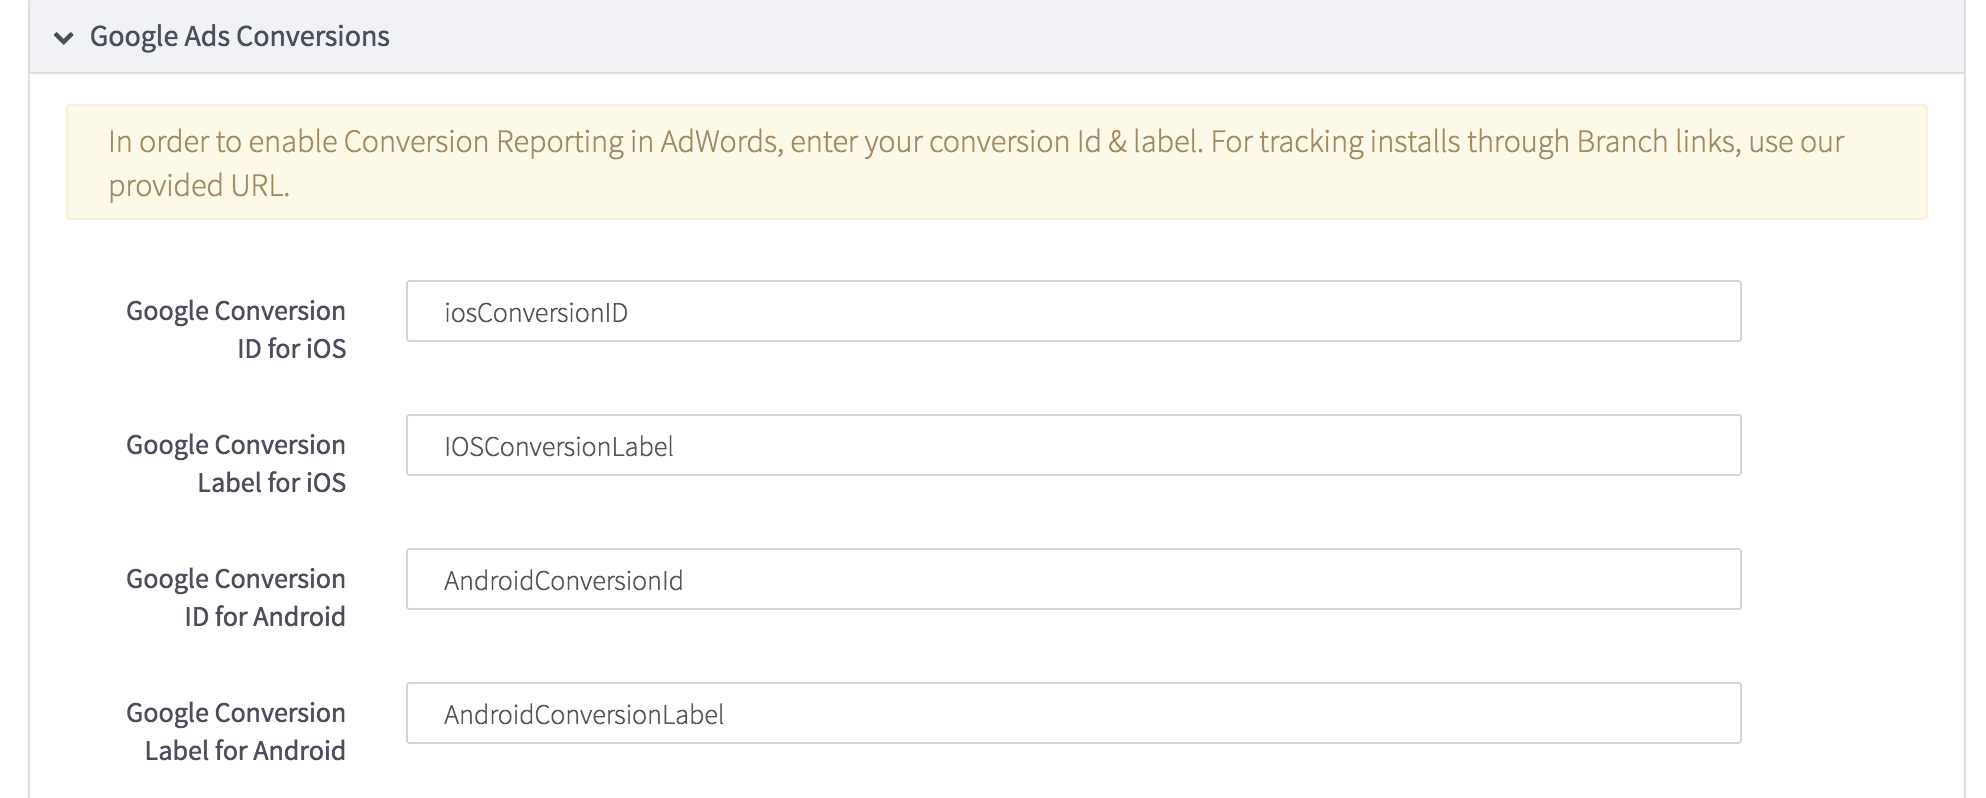 Google Ads Conversions
In order to enable Conversion Reporting in AdWords, enter your conversion Id & label. For tracking installs through Branch links, use our
provided URL.
Google Conversion
ID for iOS
iosConversionID
Google Conversion
Label for iOS
IOSConversionLabel
Google Conversion
ID for Android
AndroidConversionId
Google Conversion
Label for Android
AndroidConversionLabel